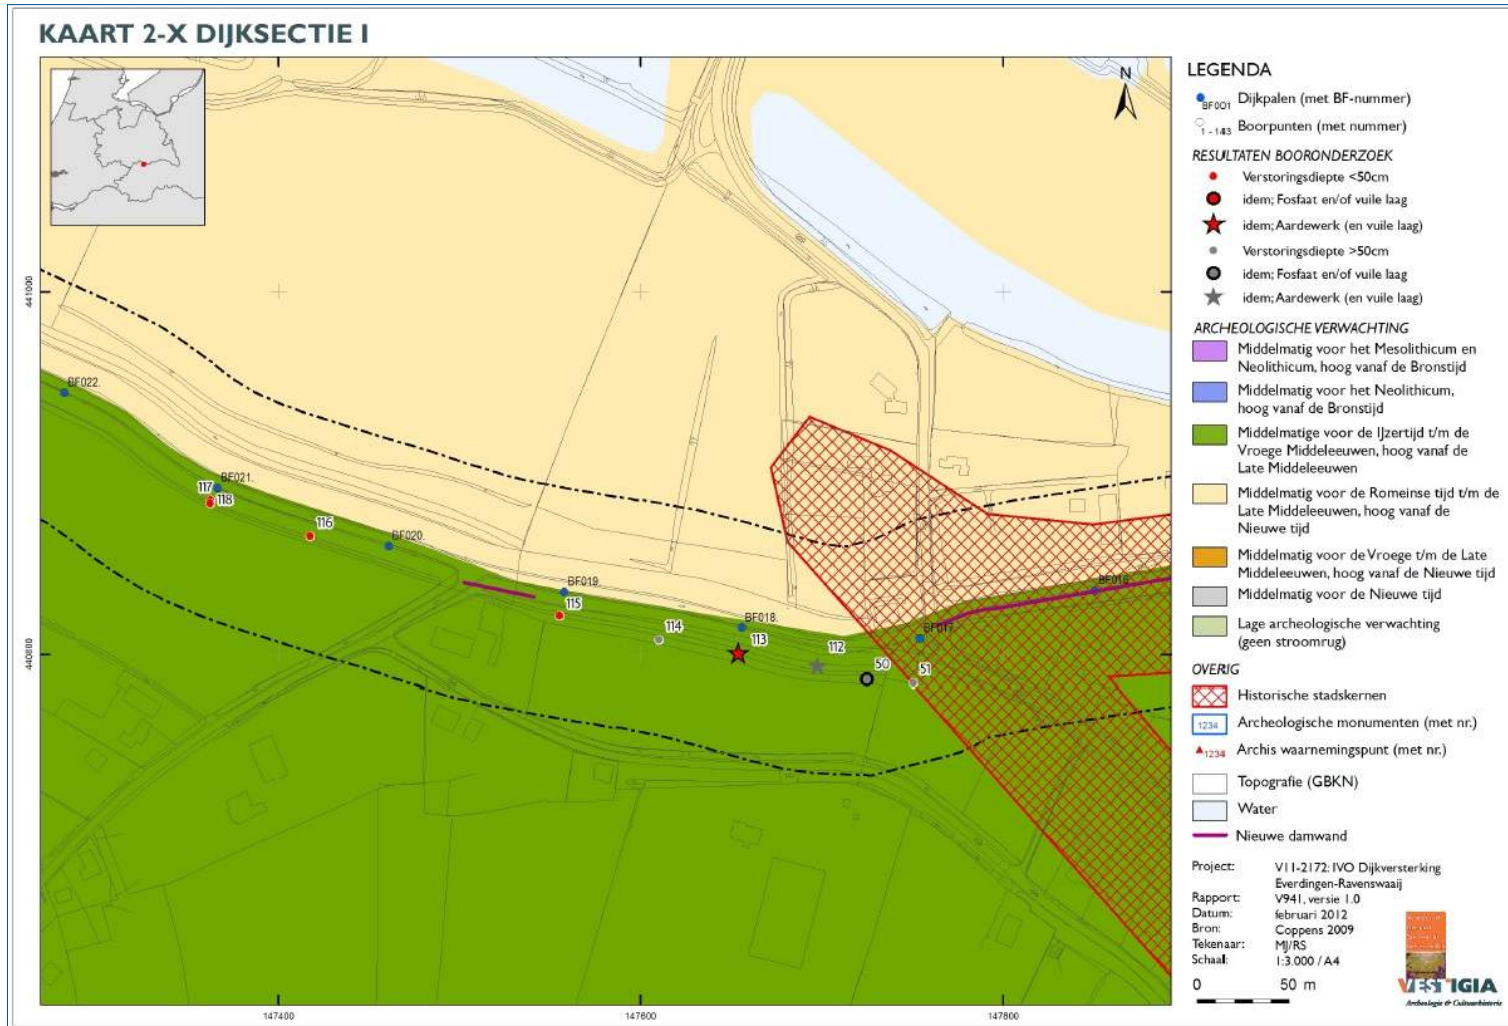 KAART 2-X DIJKSECTIE I
N
441000
440800
147400
147600
147800
BF022.
BF021.
117
118
116
BF020.
BF019.
115
114
BF018.
113
112
50
51
BF017.
BF016.
LEGENDA
BF001 Dijkpalen (met BF-nummer)
1 - 143 Boorpunten (met nummer)
RESULTATEN BOORONDERZOEK
Verstoringsdiepte <50cm
idem; Fosfaat en/of vuile laag
idem; Aardewerk (en vuile laag)
Verstoringsdiepte >50cm
idem; Fosfaat en/of vuile laag
idem; Aardewerk (en vuile laag)
ARCHEOLOGISCHE VERWACHTING
Middelmatig voor het Mesolithicum en
Neolithicum, hoog vanaf de Bronstijd
Middelmatig voor het Neolithicum,
hoog vanaf de Bronstijd
Middelmatige voor de IJzertijd t/m de
Vroege Middeleeuwen, hoog vanaf de
Late Middeleeuwen
Middelmatig voor de Romeinse tijd t/m de
Late Middeleeuwen, hoog vanaf de
Nieuwe tijd
Middelmatig voor de Vroege t/m de Late
Middeleeuwen, hoog vanaf de Nieuwe tijd
Middelmatig voor de Nieuwe tijd
Lage archeologische verwachting
(geen stroomrug)
OVERIG
Historische stadskernen
1234 Archeologische monumenten (met nr.)
1234 Archis waarnemingspunt (met nr.)
Topografie (GBKN)
Water
Nieuwe damwand
Project: V11-2172: IVO Dijkversterking
Everdingen-Ravenswaaij
Rapport: V941, versie 1.0
Datum: februari 2012
Bron: Coppens 2009
Tekenaar: MJ/RS
Schaal: 1:3.000 / A4
0 50 m
VESTIGIA
Archeologie & Cultuurhistorie